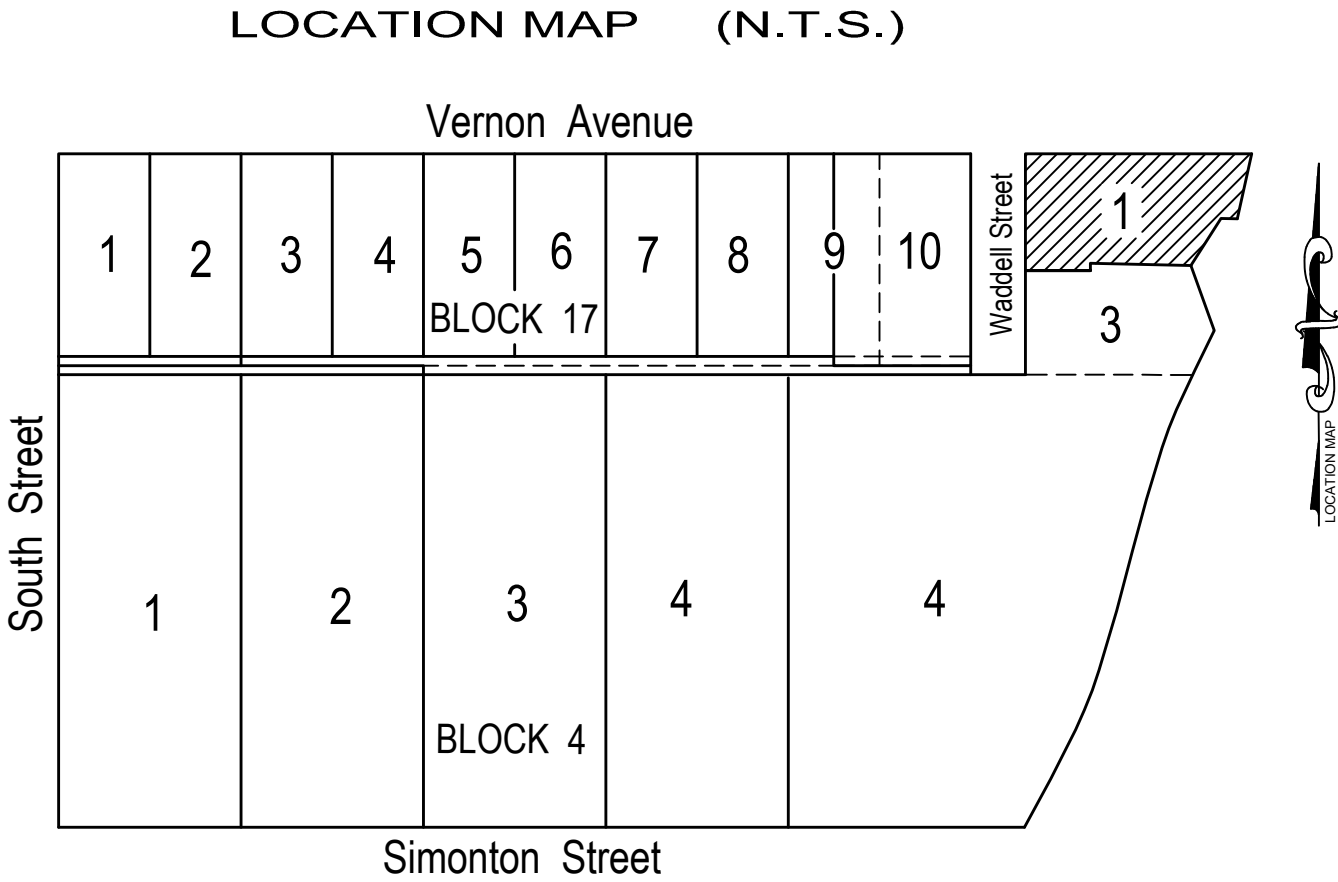 LOCATION MAP (N.T.S.)
Vernon Avenue
1 2 3 4 5 6 7 8 9 10
BLOCK 17
Waddell Street
1
3
LOCATION MAP
South Street
1 2 3 4 4
BLOCK 4
Simonton Street